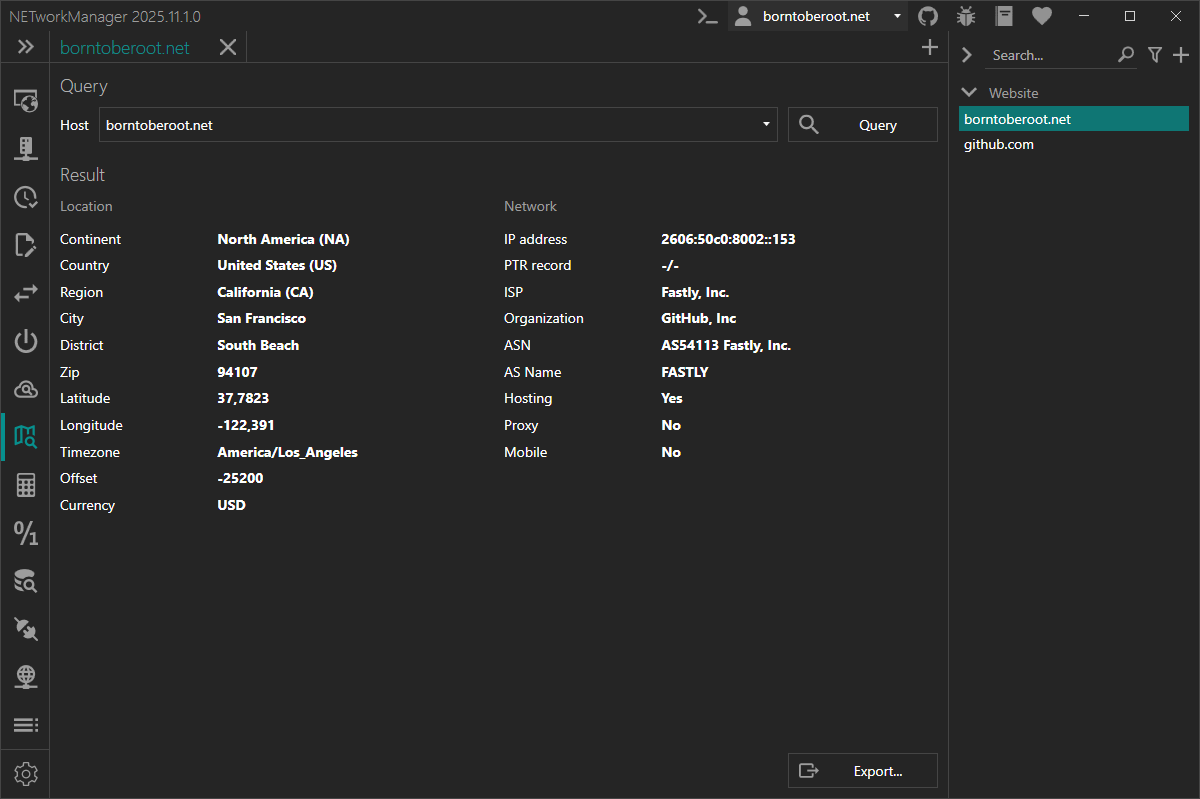 NETworkManager 2025.11.1.0
borntoberoot.net
borntoberoot.net
Search...
Query
Host
borntoberoot.net
Query
Result
Location
Continent North America (NA)
Country United States (US)
Region California (CA)
City San Francisco
District South Beach
Zip 94107
Latitude 37,7823
Longitude -122,391
Timezone America/Los_Angeles
Offset -25200
Currency USD
Network
IP address 2606:50c0:8002::153
PTR record -/-
ISP Fastly, Inc.
Organization GitHub, Inc
ASN AS54113 Fastly, Inc.
AS Name FASTLY
Hosting Yes
Proxy No
Mobile No
Export...
Website
borntoberoot.net
github.com